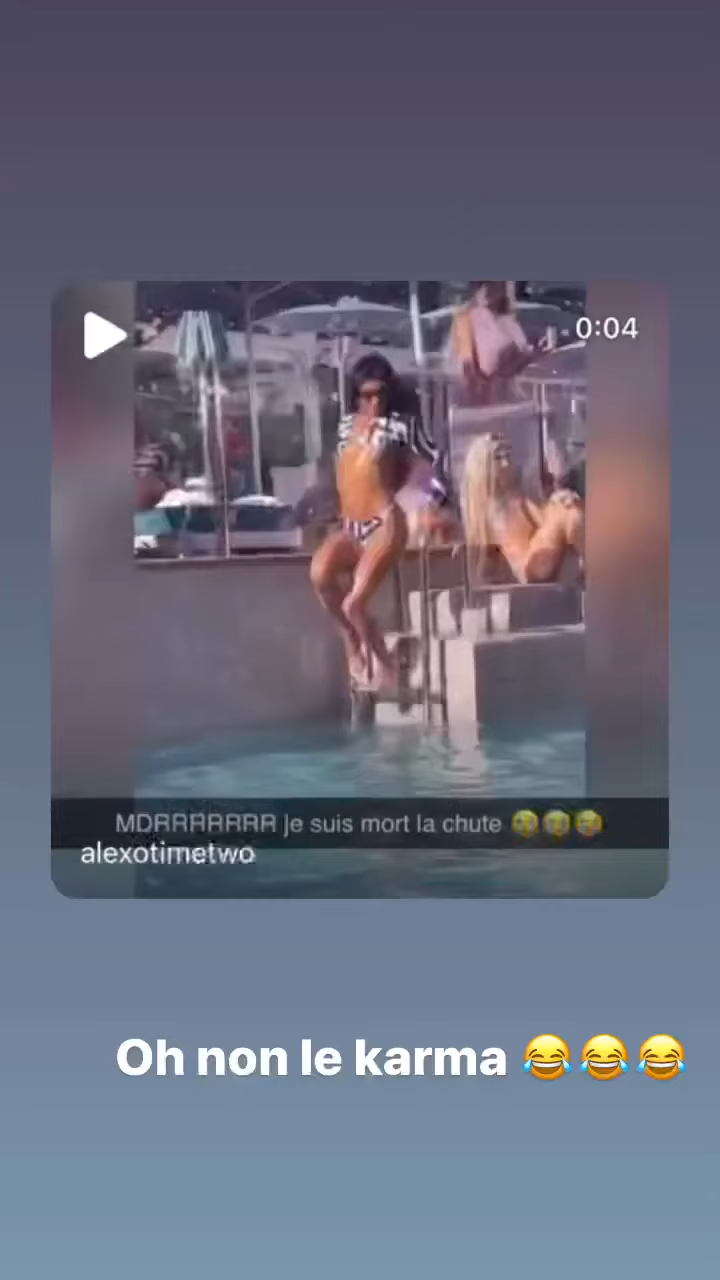 0:04
MDRRRRRRRR je suis mort la chute 😭😭😭
alexotimetwo
Oh non le karma 😂😂😂